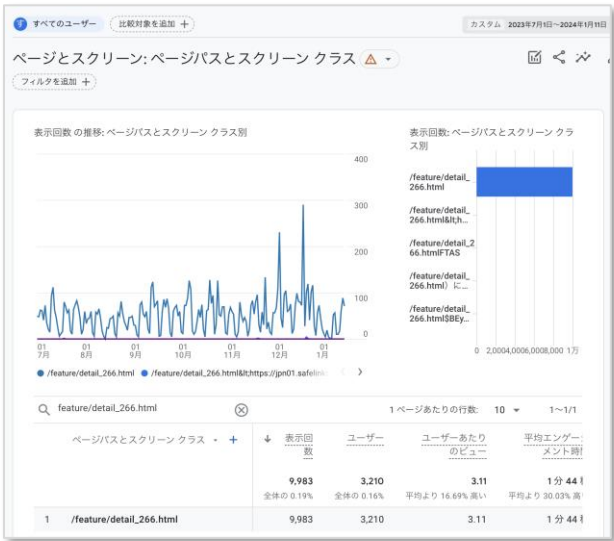 すべてのユーザー 比較対象を追加 ＋
カスタム 2023年7月1日～2024年1月11日
ページとスクリーン: ページパスとスクリーン クラス
フィルタを追加 ＋
表示回数 の推移: ページパスとスクリーン クラス別
400
300
200
100
0
01 01 01 01 01 01 01
7月 8月 9月 10月 11月 12月 1月
/feature/detail_266.html /feature/detail_266.html&lt;https://jpn01.safelink
表示回数: ページパスとスクリーン クラ
ス別
/feature/detail_
266.html
/feature/detail_
266.html&lt;h...
/feature/detail_2
66.htmlFTAS
/feature/detail_
266.html）に...
/feature/detail_
266.html$BEy...
0 2,0004,0006,0008,000 1万
feature/detail_266.html
1 ページあたりの行数: 10 1～1/1
ページパスとスクリーン クラス ＋
↓ 表示回
数
ユーザー
ユーザーあたり
のビュー
平均エンゲー
メント時
9,983 3,210 3.11 1 分 44
全体の 0.19% 全体の 0.16% 平均より 16.69% 高い 平均より 30.03% 高
1 /feature/detail_266.html 9,983 3,210 3.11 1 分 44